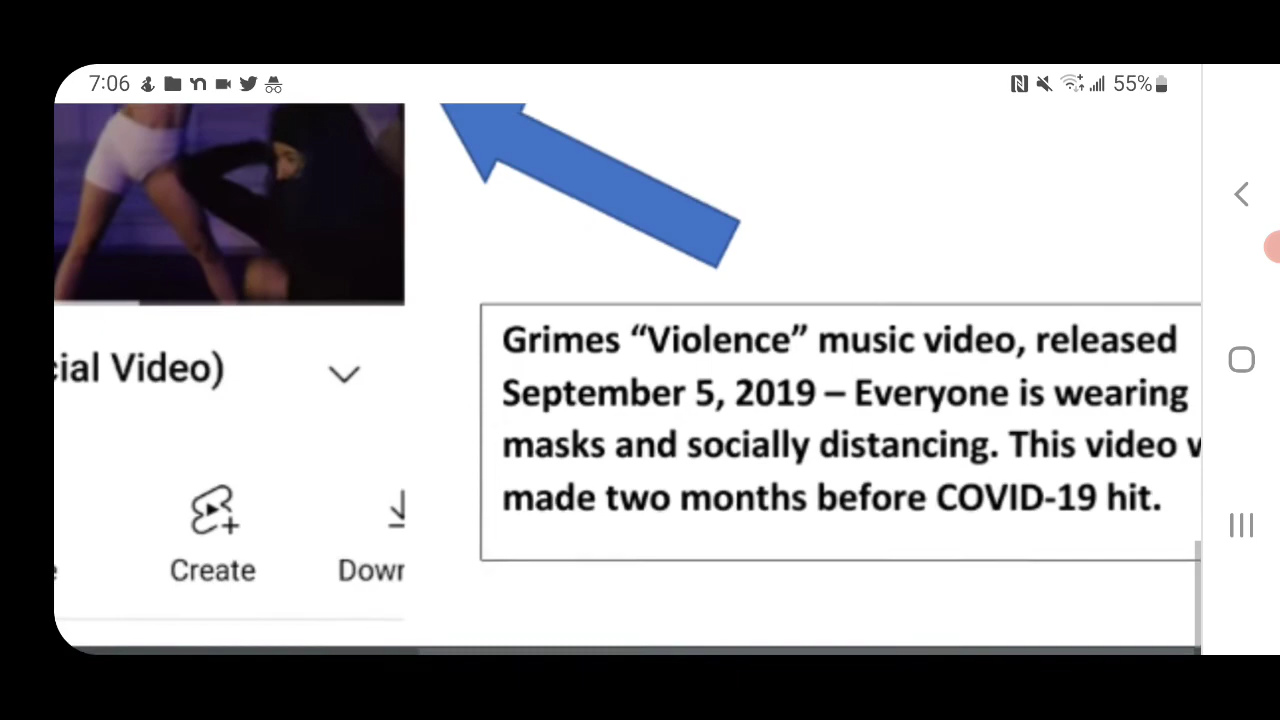 7:06
55%
Grimes “Violence” music video, released
September 5, 2019 – Everyone is wearing
masks and socially distancing. This video
made two months before COVID-19 hit.
cial Video)
Create
Down